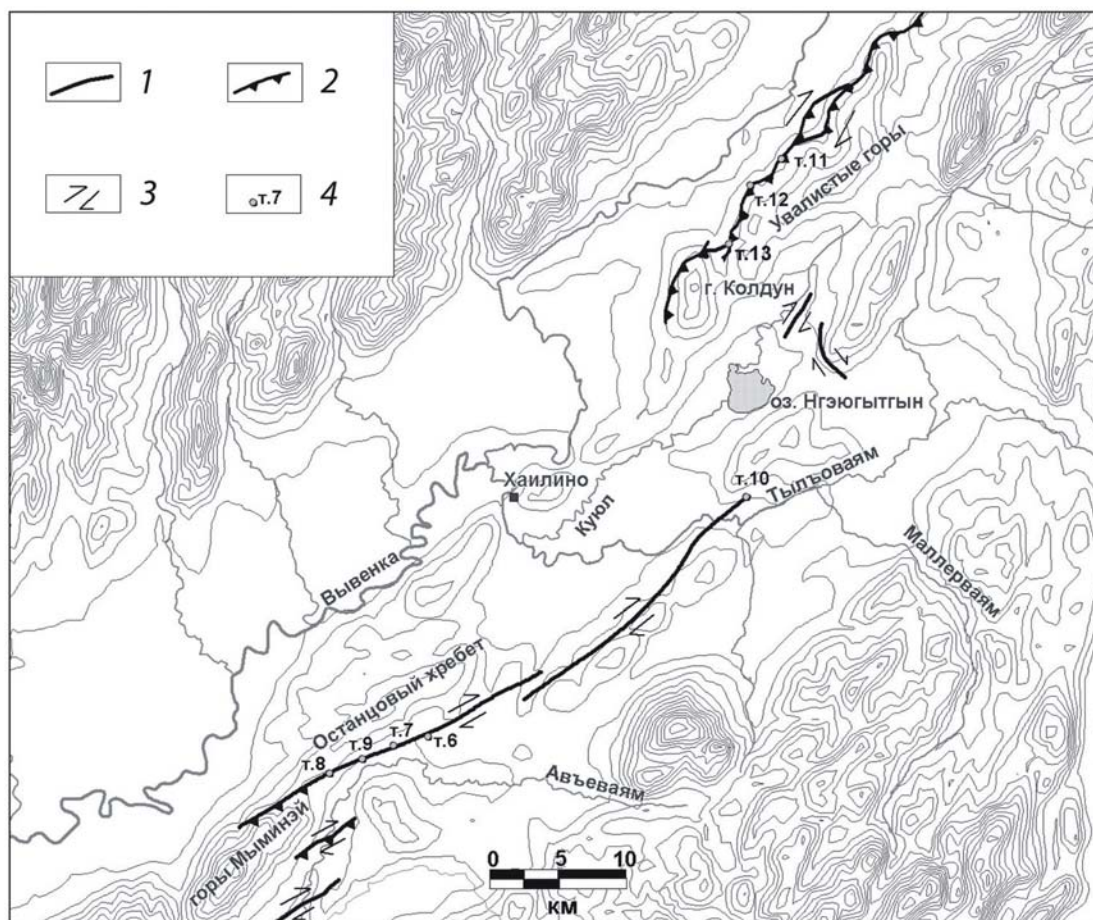 1
2
3
т.7
4
т.11
т.12
Увалистые горы
т.13
г. Колдун
оз. Нгэюгытгын
т.10
Тылъоваям
Хаилино
Куюл
Маллерваям
Вывенка
Останцовый хребет
т.7
т.6
т.9
т.8
Авъеваям
горы Мыминэй
0 5 10
км